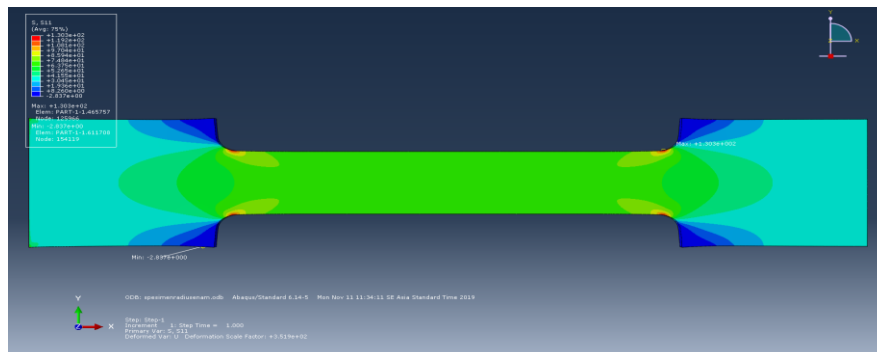 S, S11
(Avg: 75%)
+1.303e+02
+1.192e+02
+1.081e+02
+9.704e+01
+8.594e+01
+7.484e+01
+6.375e+01
+5.265e+01
+4.155e+01
+3.045e+01
+1.936e+01
+8.260e+00
-2.837e+00
Max: +1.303e+02
Elem: PART-1-1.465757
Node: 125966
Min: -2.837e+00
Elem: PART-1-1.611708
Node: 154119
Y
X
Max: +1.303e+002
Min: -2.837e+000
ODB: spesimenradiusenam.odb Abaqus/Standard 6.14-5 Mon Nov 11 11:34:11 SE Asia Standard Time 2019
Y
X
Z
Step: Step-1
Increment 1: Step Time = 1.000
Primary Var: S, S11
Deformed Var: U Deformation Scale Factor: +3.519e+02